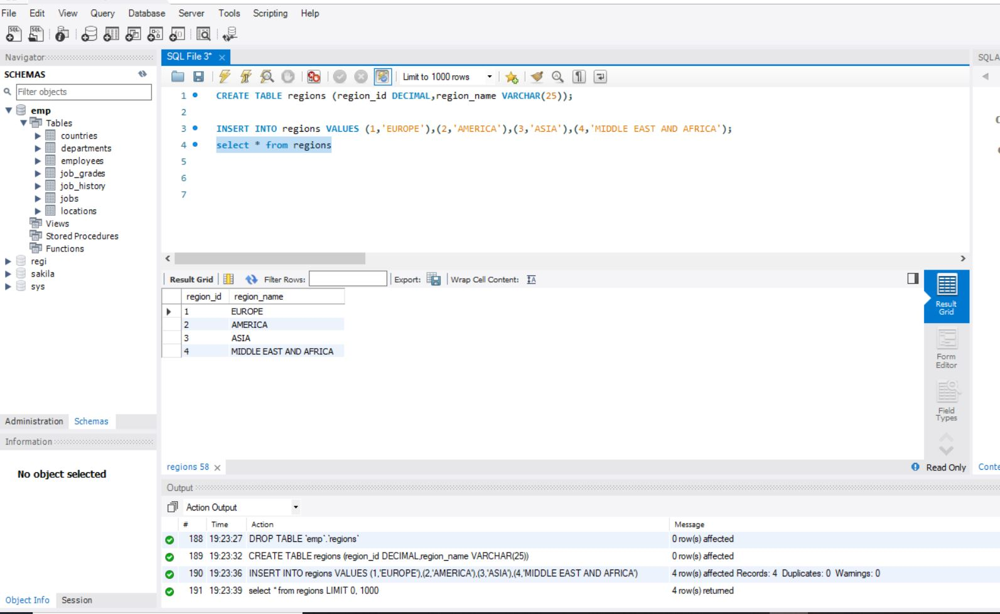 File Edit View Query Database Server Tools Scripting Help
Navigator
SCHEMAS
Filter objects
emp
Tables
countries
departments
employees
job_grades
job_history
jobs
locations
Views
Stored Procedures
Functions
regi
sakila
sys
Administration Schemas
Information
No object selected
Object Info Session
SQL File 3*
Limit to 1000 rows
1 CREATE TABLE regions (region_id DECIMAL,region_name VARCHAR(25));
2
3 INSERT INTO regions VALUES (1,'EUROPE'),(2,'AMERICA'),(3,'ASIA'),(4,'MIDDLE EAST AND AFRICA');
4 select * from regions
5
6
7
Result Grid Filter Rows: Export: Wrap Cell Content:
region_id region_name
1 EUROPE
2 AMERICA
3 ASIA
4 MIDDLE EAST AND AFRICA
Result
Grid
Form
Editor
Field
Types
regions 58
Read Only
Output
Action Output
# Time Action Message
188 19:23:27 DROP TABLE `emp`.`regions` 0 row(s) affected
189 19:23:32 CREATE TABLE regions (region_id DECIMAL,region_name VARCHAR(25)) 0 row(s) affected
190 19:23:36 INSERT INTO regions VALUES (1,'EUROPE'),(2,'AMERICA'),(3,'ASIA'),(4,'MIDDLE EAST AND AFRICA') 4 row(s) affected Records: 4 Duplicates: 0 Warnings: 0
191 19:23:39 select * from regions LIMIT 0, 1000 4 row(s) returned
SQLA
Conte